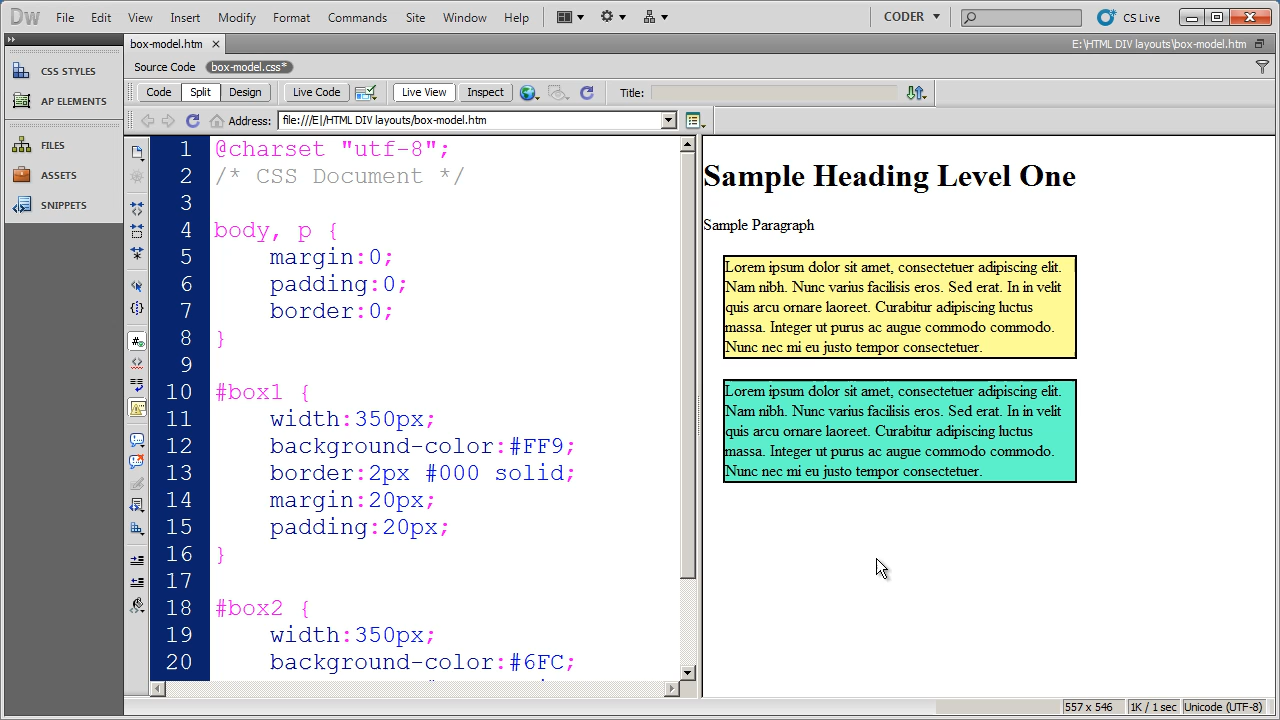 Dw File Edit View Insert Modify Format Commands Site Window Help CODER CS Live
box-model.htm E:\HTML DIV layouts\box-model.htm
Source Code box-model.css*
Code Split Design Live Code Live View Inspect Title:
Address: file:///E|/HTML DIV layouts/box-model.htm
CSS STYLES
AP ELEMENTS
FILES
ASSETS
SNIPPETS
1 @charset "utf-8";
2 /* CSS Document */
3
4 body, p {
5 margin:0;
6 padding:0;
7 border:0;
8 }
9
10 #box1 {
11 width:350px;
12 background-color:#FF9;
13 border:2px #000 solid;
14 margin:20px;
15 padding:20px;
16 }
17
18 #box2 {
19 width:350px;
20 background-color:#6FC;
Sample Heading Level One
Sample Paragraph
Lorem ipsum dolor sit amet, consectetuer adipiscing elit.
Nam nibh. Nunc varius facilisis eros. Sed erat. In in velit
quis arcu ornare laoreet. Curabitur adipiscing luctus
massa. Integer ut purus ac augue commodo commodo.
Nunc nec mi eu justo tempor consectetuer.
Lorem ipsum dolor sit amet, consectetuer adipiscing elit.
Nam nibh. Nunc varius facilisis eros. Sed erat. In in velit
quis arcu ornare laoreet. Curabitur adipiscing luctus
massa. Integer ut purus ac augue commodo commodo.
Nunc nec mi eu justo tempor consectetuer.
557 x 546 1K / 1 sec Unicode (UTF-8)